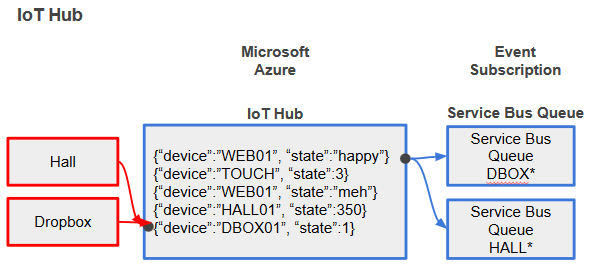 IoT Hub
Microsoft
Azure
Event
Subscription
IoT Hub
Service Bus Queue
Hall
Dropbox
{“device”:”WEB01”, “state”:”happy”}
{“device”:”TOUCH”, “state”:3}
{“device”:”WEB01”, “state”:”meh”}
{“device”:”HALL01”, “state”:350}
{“device”:”DBOX01”, “state”:1}
Service Bus
Queue
DBOX*
Service Bus
Queue
HALL*